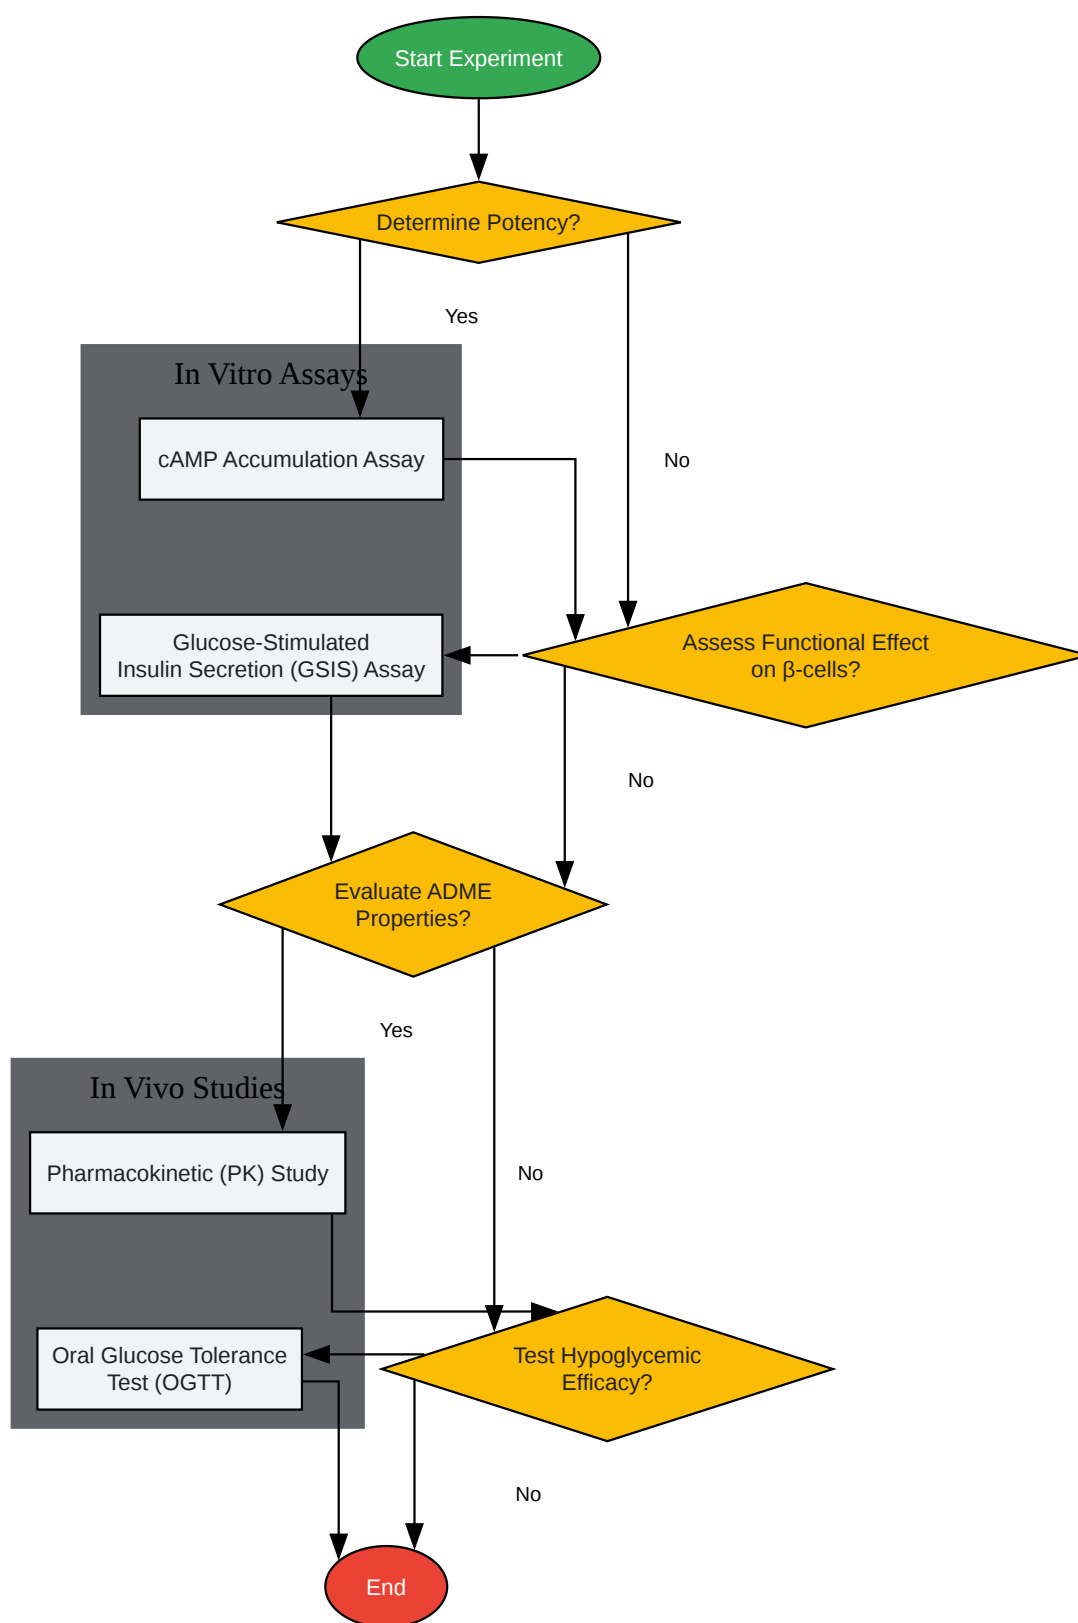 Start Experiment
Determine Potency?
Yes
In Vitro Assays
cAMP Accumulation Assay
No
Glucose-Stimulated
Insulin Secretion (GSIS) Assay
Assess Functional Effect
on β-cells?
No
Evaluate ADME
Properties?
Yes
In Vivo Studies
Pharmacokinetic (PK) Study
No
Oral Glucose Tolerance
Test (OGTT)
Test Hypoglycemic
Efficacy?
No
End